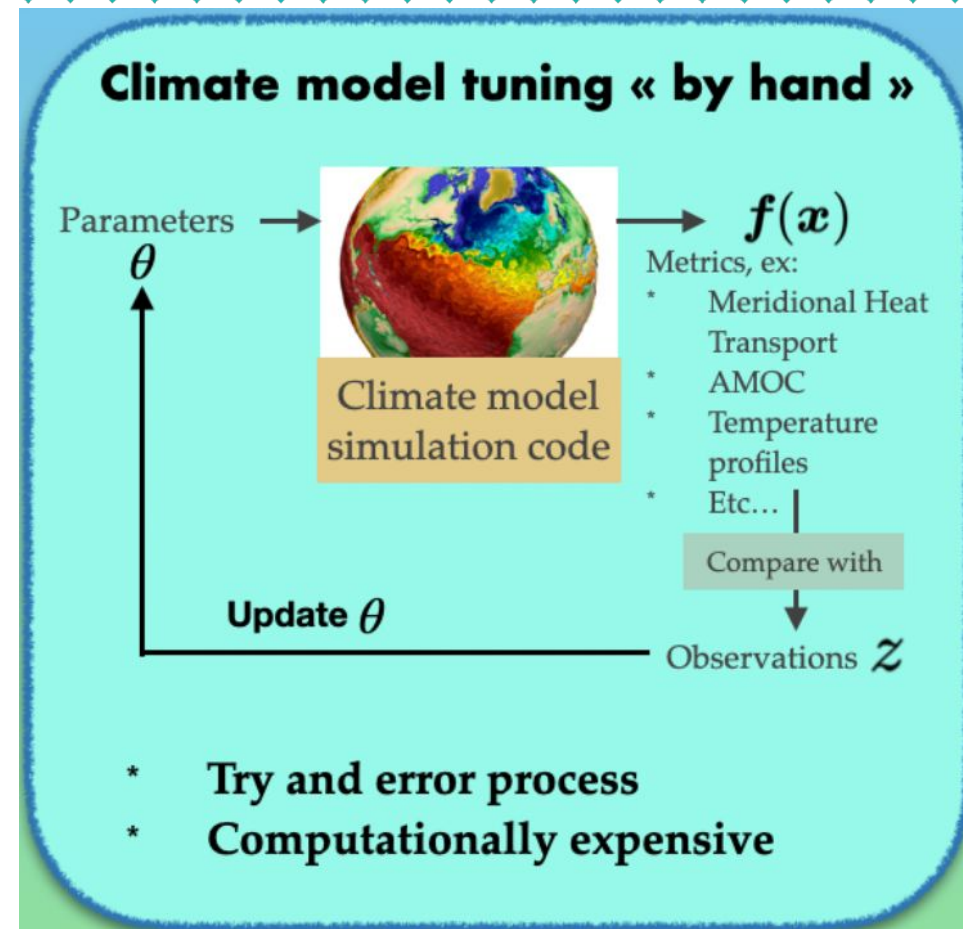 Climate model tuning « by hand »
Parameters
θ
f(x)
Metrics, ex:
* Meridional Heat
Transport
* AMOC
* Temperature
profiles
* Etc...
Climate model
simulation code
Compare with
Update θ
Observations z
* Try and error process
* Computationally expensive